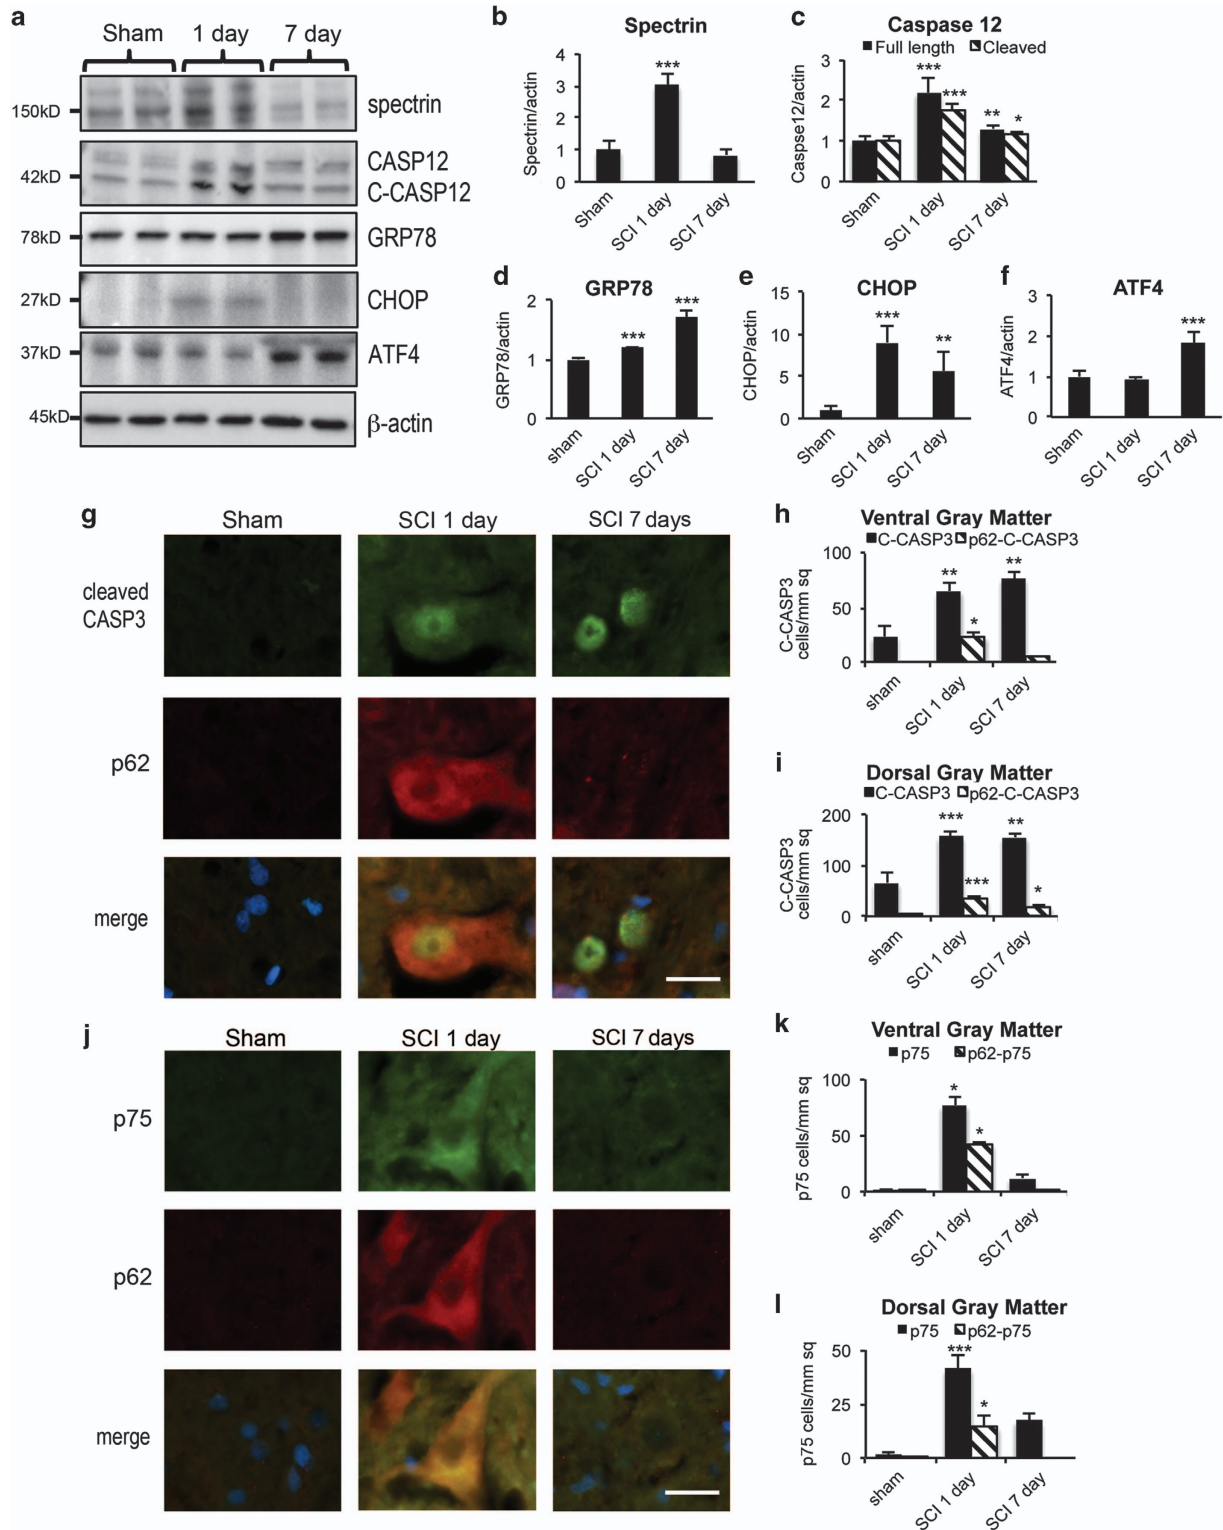 a
Sham 1 day 7 day
150kD spectrin
CASP12
42kD
C-CASP12
78kD GRP78
27kD CHOP
37kD ATF4
45kD β-actin
b
Spectrin
Spectrin/actin
4
3
2
1
0
***
Sham SCI 1 day SCI 7 day
c
Caspase 12
Full length Cleaved
Caspse12/actin
3
2
1
0
*** *** ** *
Sham SCI 1 day SCI 7 day
d
GRP78
GRP78/actin
2
1
0
*** ***
sham SCI 1 day SCI 7 day
e
CHOP
CHOP/actin
15
10
5
0
*** **
Sham SCI 1 day SCI 7 day
f
ATF4
ATF4/actin
3
2
1
0
***
Sham SCI 1 day SCI 7 day
g
Sham SCI 1 day SCI 7 days
cleaved
CASP3
p62
merge
h
Ventral Gray Matter
C-CASP3 p62-C-CASP3
C-CASP3
cells/mm sq
100
50
0
** * **
sham SCI 1 day SCI 7 day
i
Dorsal Gray Matter
C-CASP3 p62-C-CASP3
C-CASP3
cells/mm sq
200
100
0
*** *** ** *
sham SCI 1 day SCI 7 day
j
Sham SCI 1 day SCI 7 days
p75
p62
merge
k
Ventral Gray Matter
p75 p62-p75
p75 cells/mm sq
100
50
0
* *
sham SCI 1 day SCI 7 day
l
Dorsal Gray Matter
p75 p62-p75
p75 cells/mm sq
50
25
0
*** *
sham SCI 1 day SCI 7 day